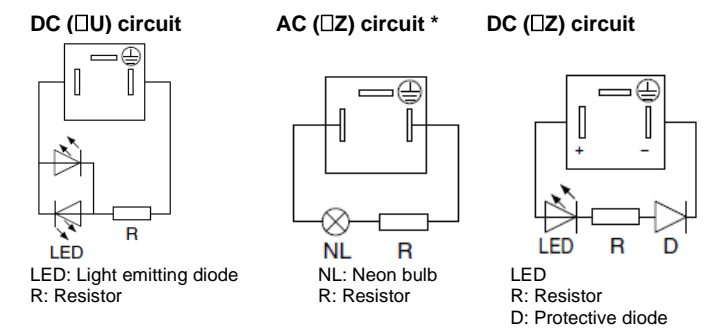 DC (□U) circuit
LED
R
LED: Light emitting diode
R: Resistor
AC (□Z) circuit *
NL
R
NL: Neon bulb
R: Resistor
DC (□Z) circuit
+
−
LED
R
D
LED
R: Resistor
D: Protective diode